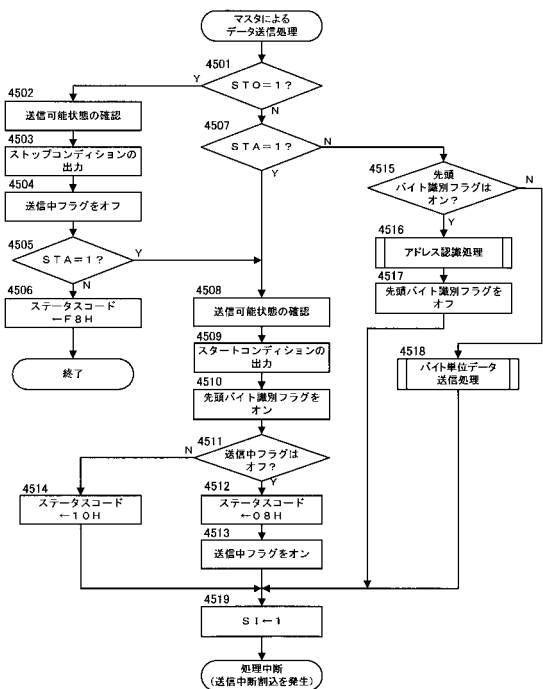 マスタによる
データ送信処理
4501
STO=1?
Y
N
4502
送信可能状態の確認
4503
ストップコンディションの
出力
4504
送信中フラグをオフ
4505
STA=1?
Y
N
4506
ステータスコード
←F8H
終了
4507
STA=1?
N
Y
4508
送信可能状態の確認
4509
スタートコンディションの
出力
4510
先頭バイト識別フラグを
オン
4511
送信中フラグは
オフ?
N
Y
4514
ステータスコード
←10H
4512
ステータスコード
←08H
4513
送信中フラグをオン
4515
先頭
バイト識別フラグは
オン?
N
Y
4516
アドレス認識処理
4517
先頭バイト識別フラグを
オフ
4518
バイト単位データ
送信処理
4519
SI←1
処理中断
(送信中断割込を発生)